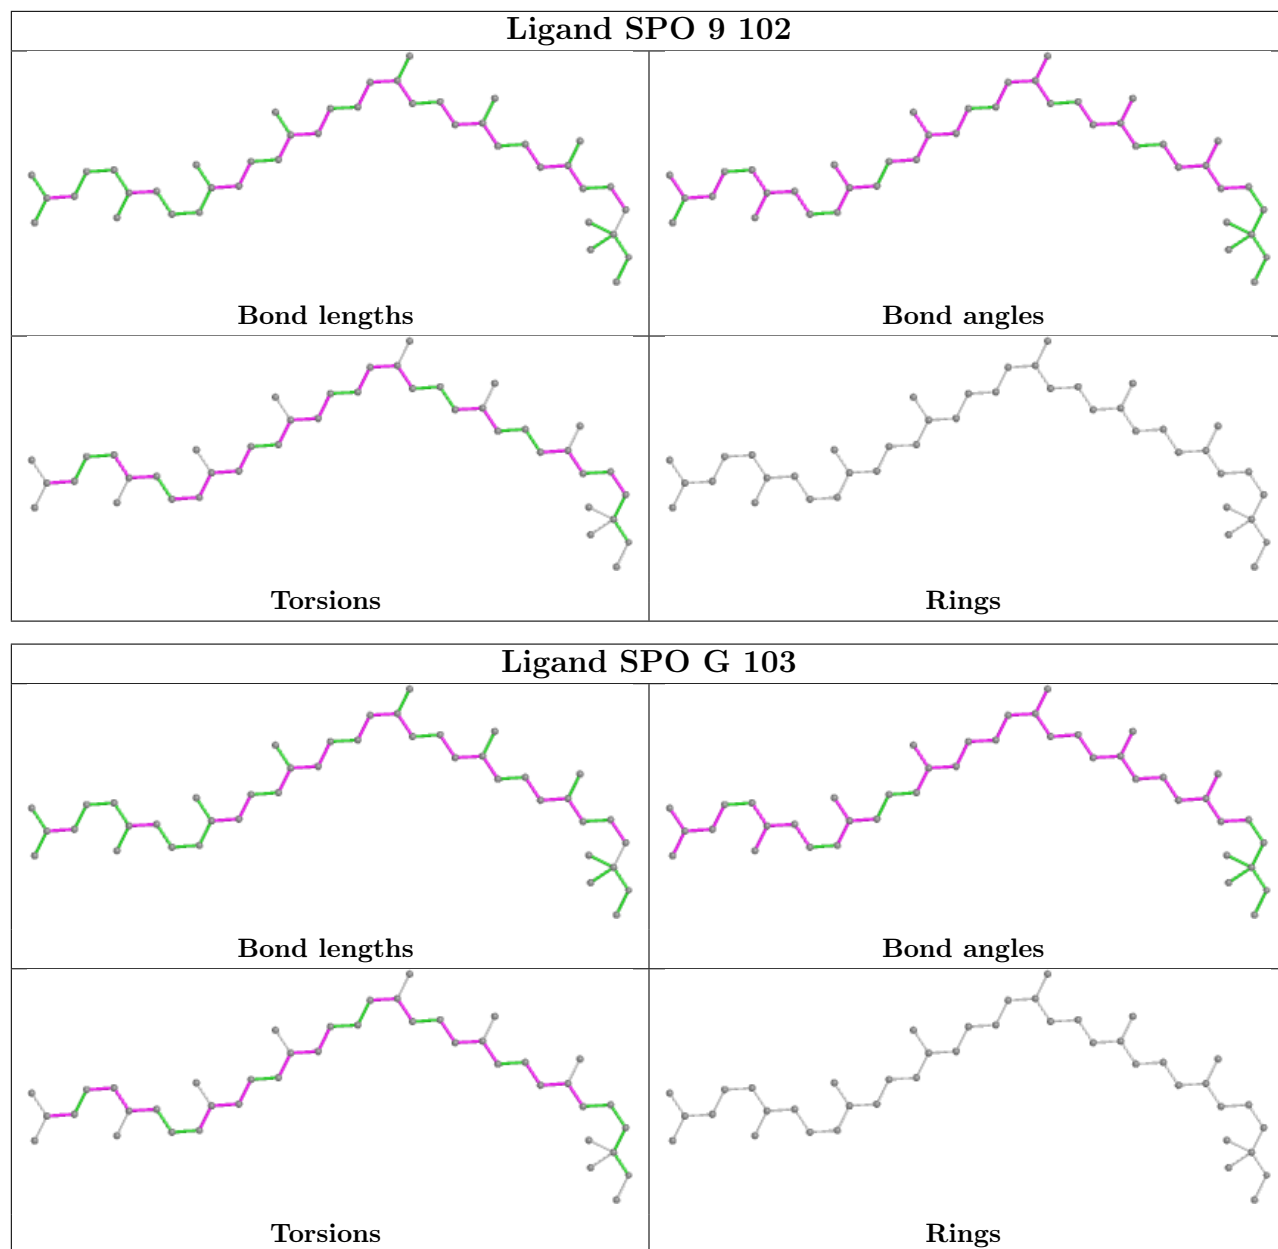 Ligand SPO 9 102
Bond lengths
Bond angles
Torsions
Rings
Ligand SPO G 103
Bond lengths
Bond angles
Torsions
Rings